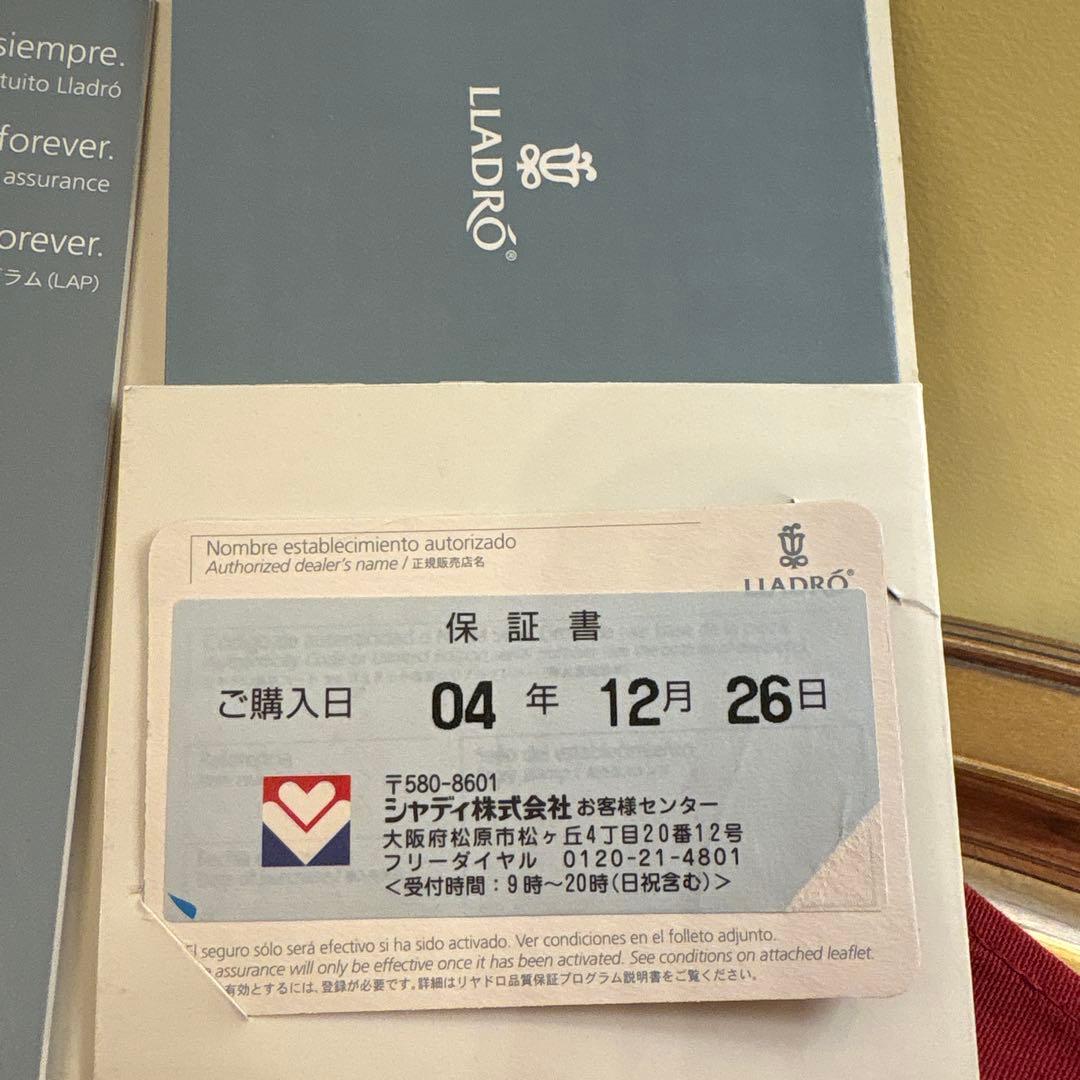 siempre.
tuito Lladró
forever.
assurance
orever.
ラム(LAP)
LLADRÓ®
Nombre establecimiento autorizado
Authorized dealer's name / 正規販売店名
LLADRÓ®
保証書
ご購入日 04年 12月 26日
〒580-8601
シャディ株式会社 お客様センター
大阪府松原市松ヶ丘4丁目20番12号
フリーダイヤル 0120-21-4801
<受付時間:9時〜20時(日祝含む)>
El seguro sólo será efectivo si ha sido activado. Ver condiciones en el folleto adjunto.
assurance will only be effective once it has been activated. See conditions on attached leaflet.
有効とするには、登録が必要です。詳細はリヤドロ品質保証プログラム説明書をご覧ください。